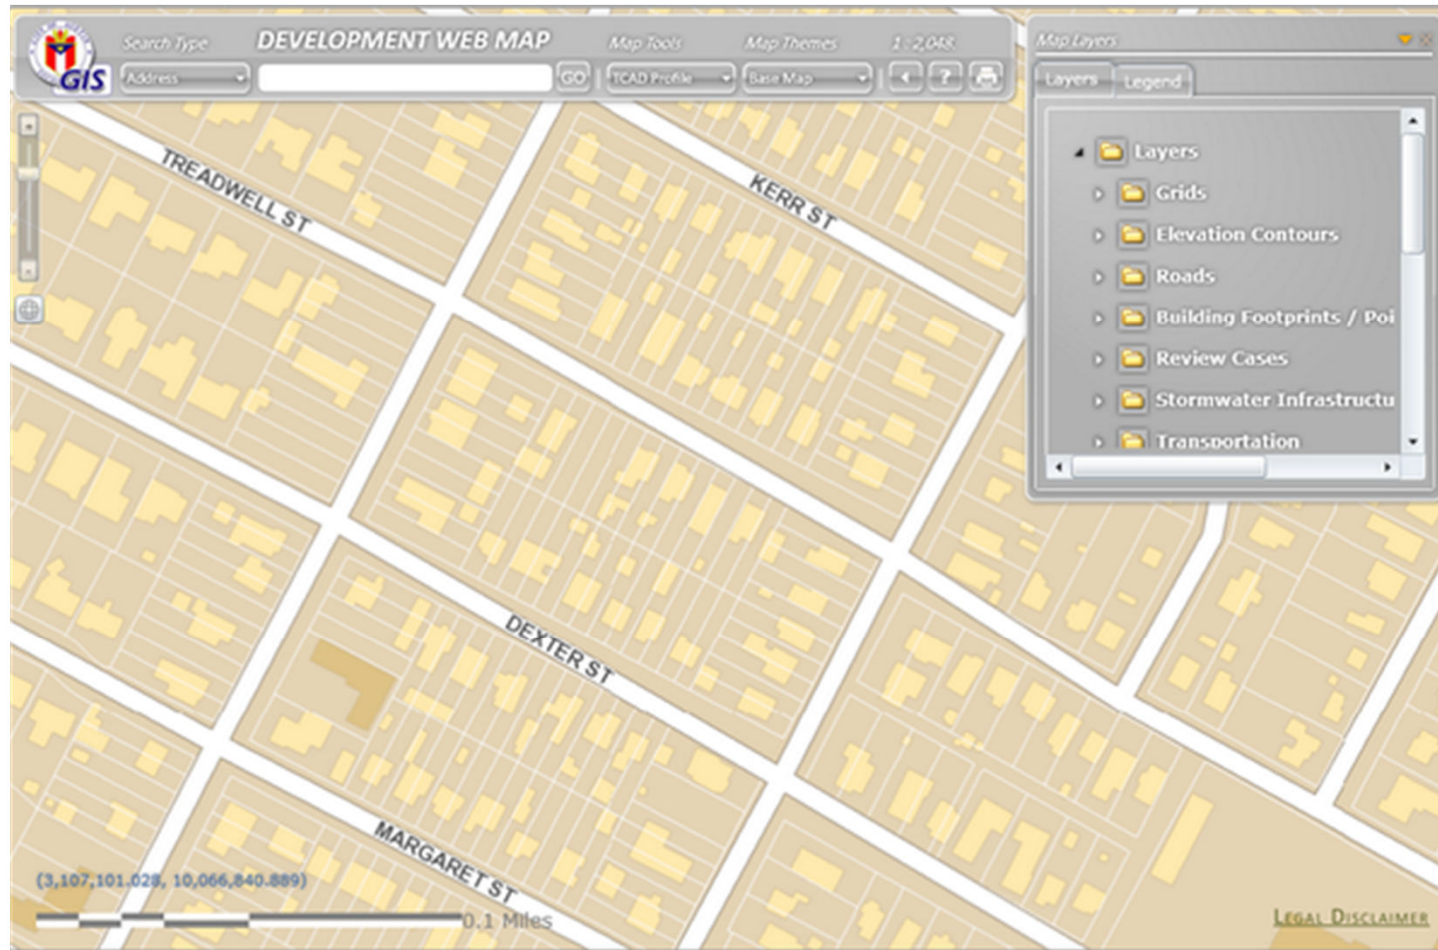 Search Type
DEVELOPMENT WEB MAP
Map Tools
Map Themes
1 : 2,048.
GIS
Address
GO
TCAD Profile
Base Map
?
Map Layers
Layers
Legend
Layers
Grids
Elevation Contours
Roads
Building Footprints / Poi
Review Cases
Stormwater Infrastructu
Transportation
TREADWELL ST
KERR ST
DEXTER ST
MARGARET ST
(3,107,101.028, 10,066,840.889)
0.1 Miles
LEGAL DISCLAIMER